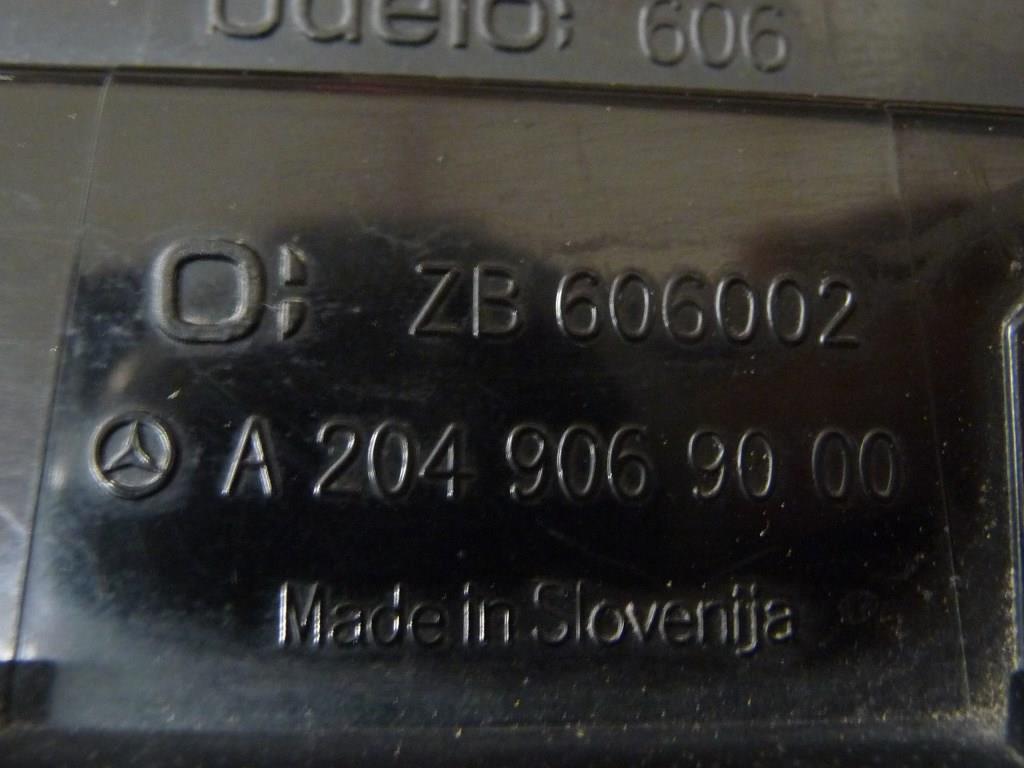 606
O: ZB 606002
A 204 906 90 00
Made in Slovenija